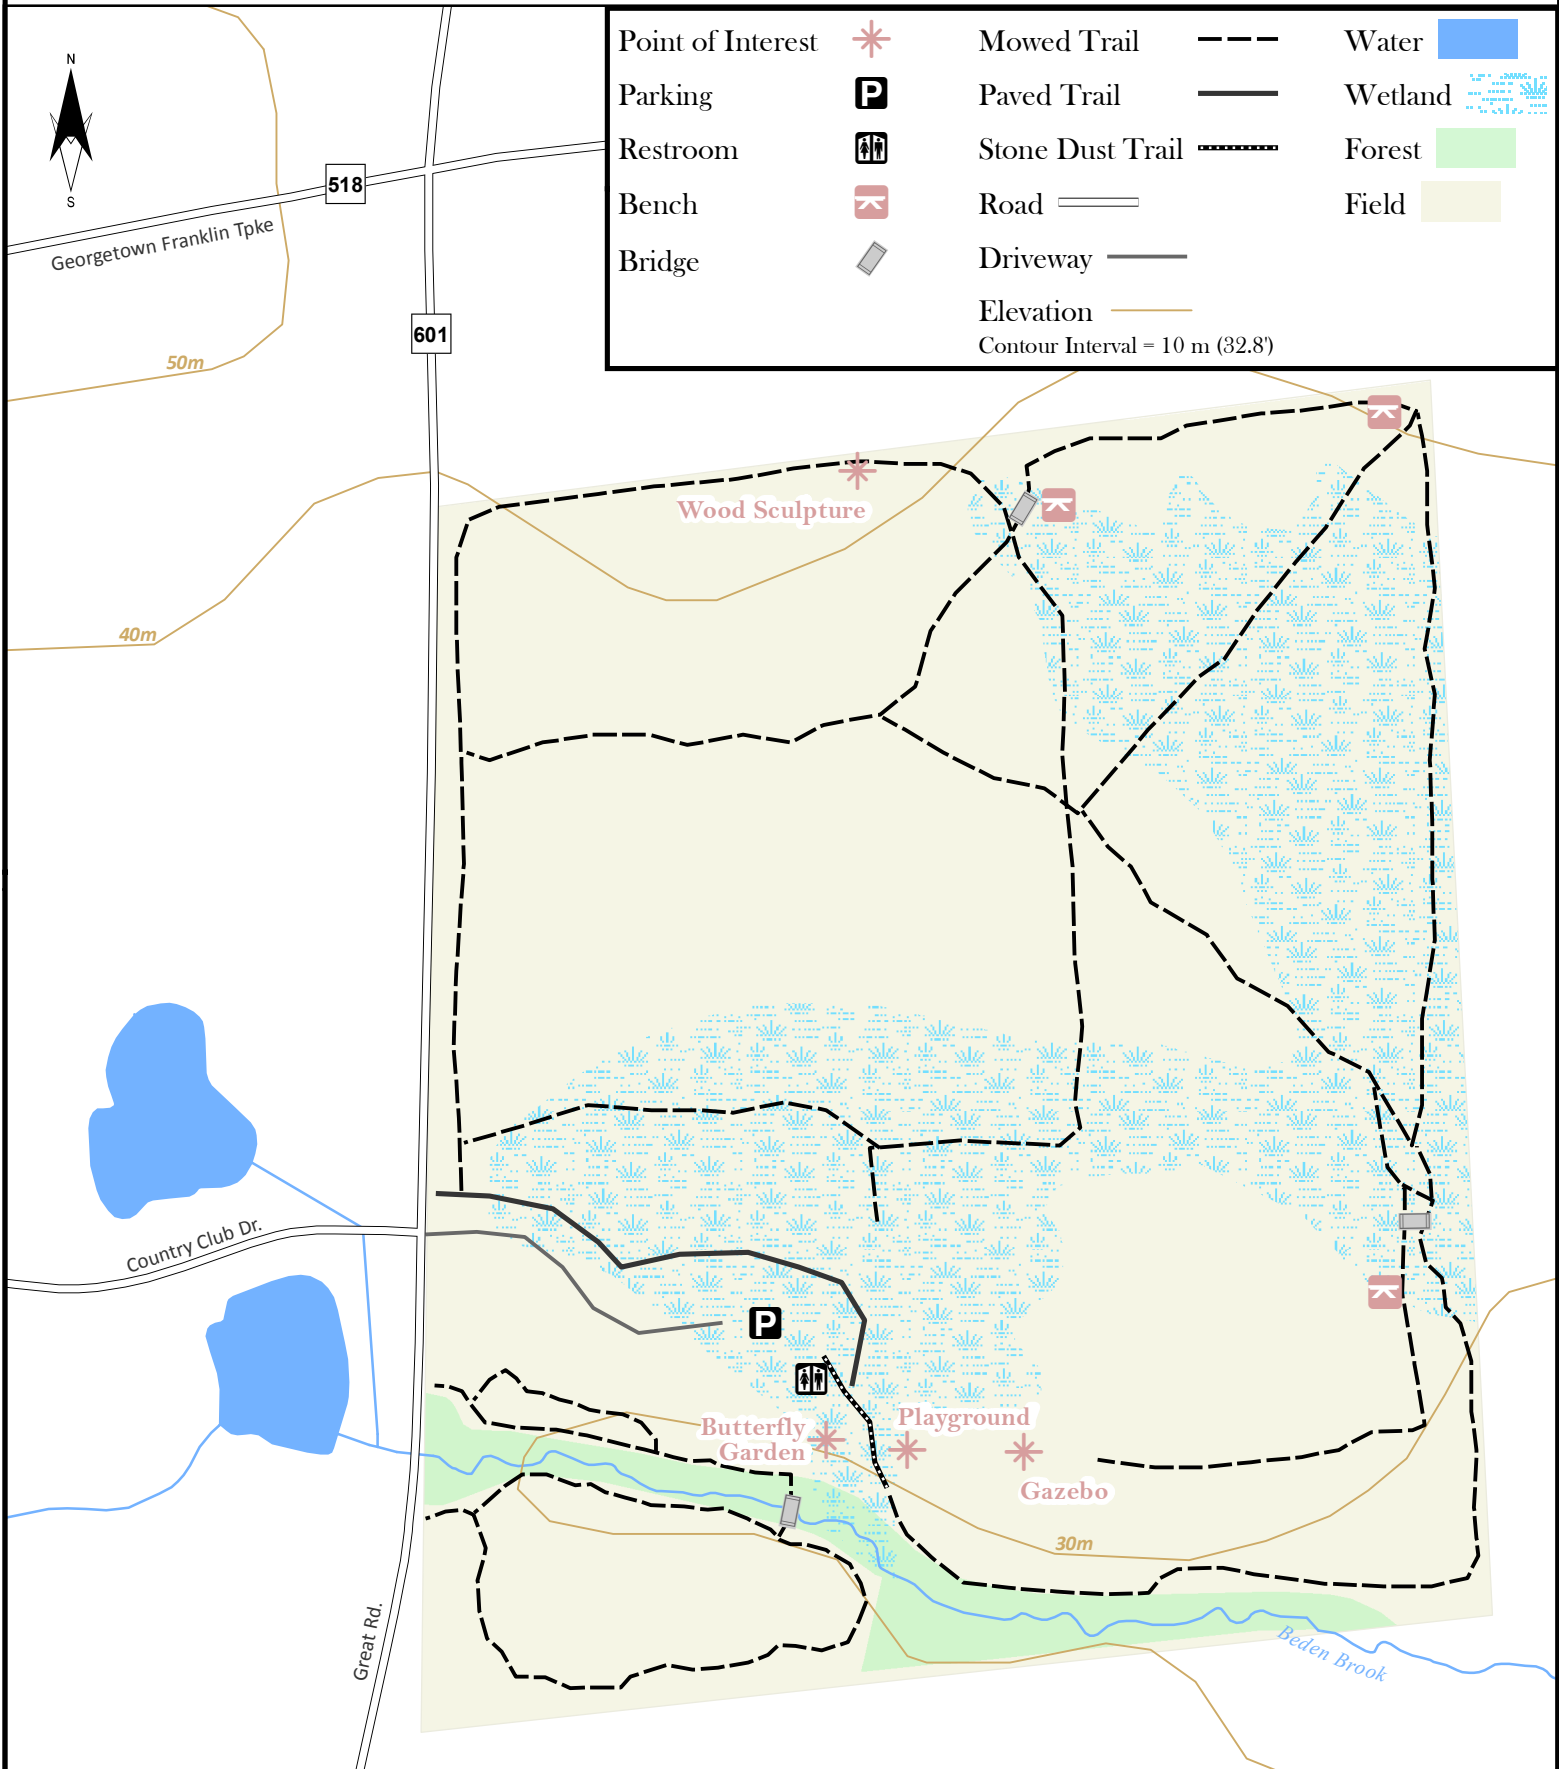 N
S
518
Georgetown Franklin Tpke
601
50m
40m
Point of Interest
Parking
P
Restroom
Bench
Bridge
Mowed Trail
Paved Trail
Stone Dust Trail
Road
Driveway
Elevation
Contour Interval = 10 m (32.8')
Water
Wetland
Forest
Field
Wood Sculpture
Country Club Dr.
P
Butterfly
Garden
Playground
Gazebo
30m
Great Rd.
Beden Brook